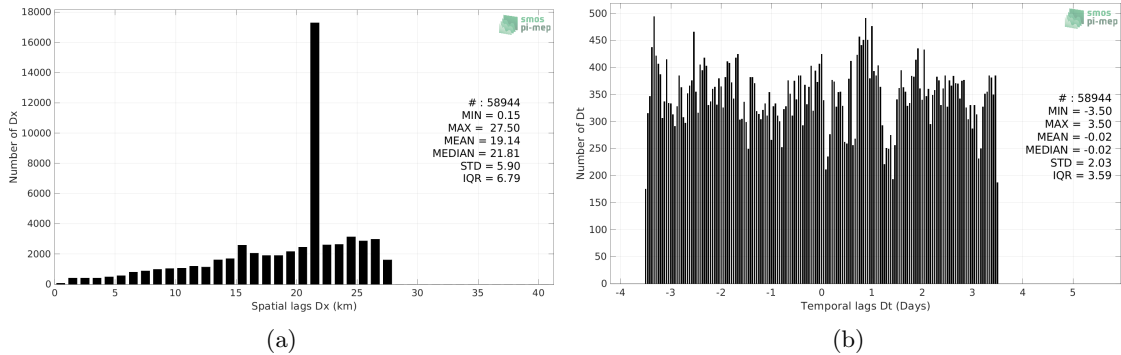 18000
16000
14000
12000
10000
8000
6000
4000
2000
0
Number of Dx
0 5 10 15 20 25 30 35 40
Spatial lags Dx (km)
smos
pi-mep
# : 58944
MIN = 0.15
MAX = 27.50
MEAN = 19.14
MEDIAN = 21.81
STD = 5.90
IQR = 6.79
(a)
500
450
400
350
300
250
200
150
100
50
0
Number of Dt
-4 -3 -2 -1 0 1 2 3 4 5
Temporal lags Dt (Days)
smos
pi-mep
# : 58944
MIN = -3.50
MAX = 3.50
MEAN = -0.02
MEDIAN = -0.02
STD = 2.03
IQR = 3.59
(b)